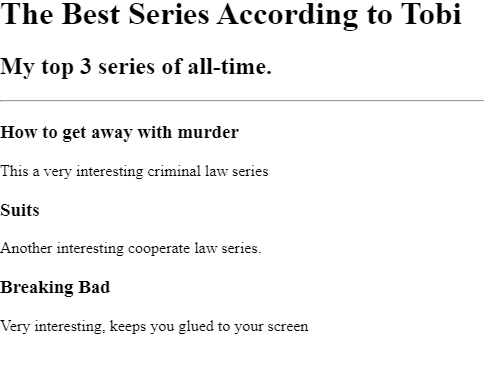 The Best Series According to Tobi
My top 3 series of all-time.
How to get away with murder
This a very interesting criminal law series
Suits
Another interesting cooperate law series.
Breaking Bad
Very interesting, keeps you glued to your screen